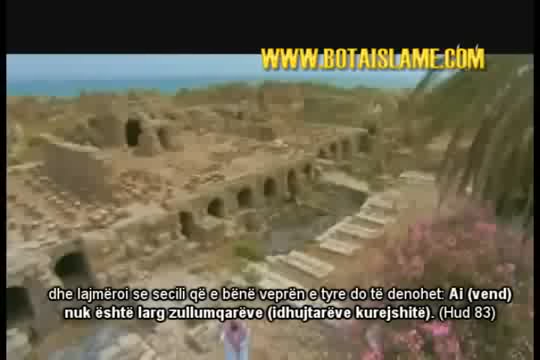 WWW.BOTAISLAME.COM
dhe lajmëroi se secili që e bënë veprën e tyre do të denohet: Ai (vend)
nuk është larg zullumqarëve (idhujtarëve kurejshitë). (Hud 83)